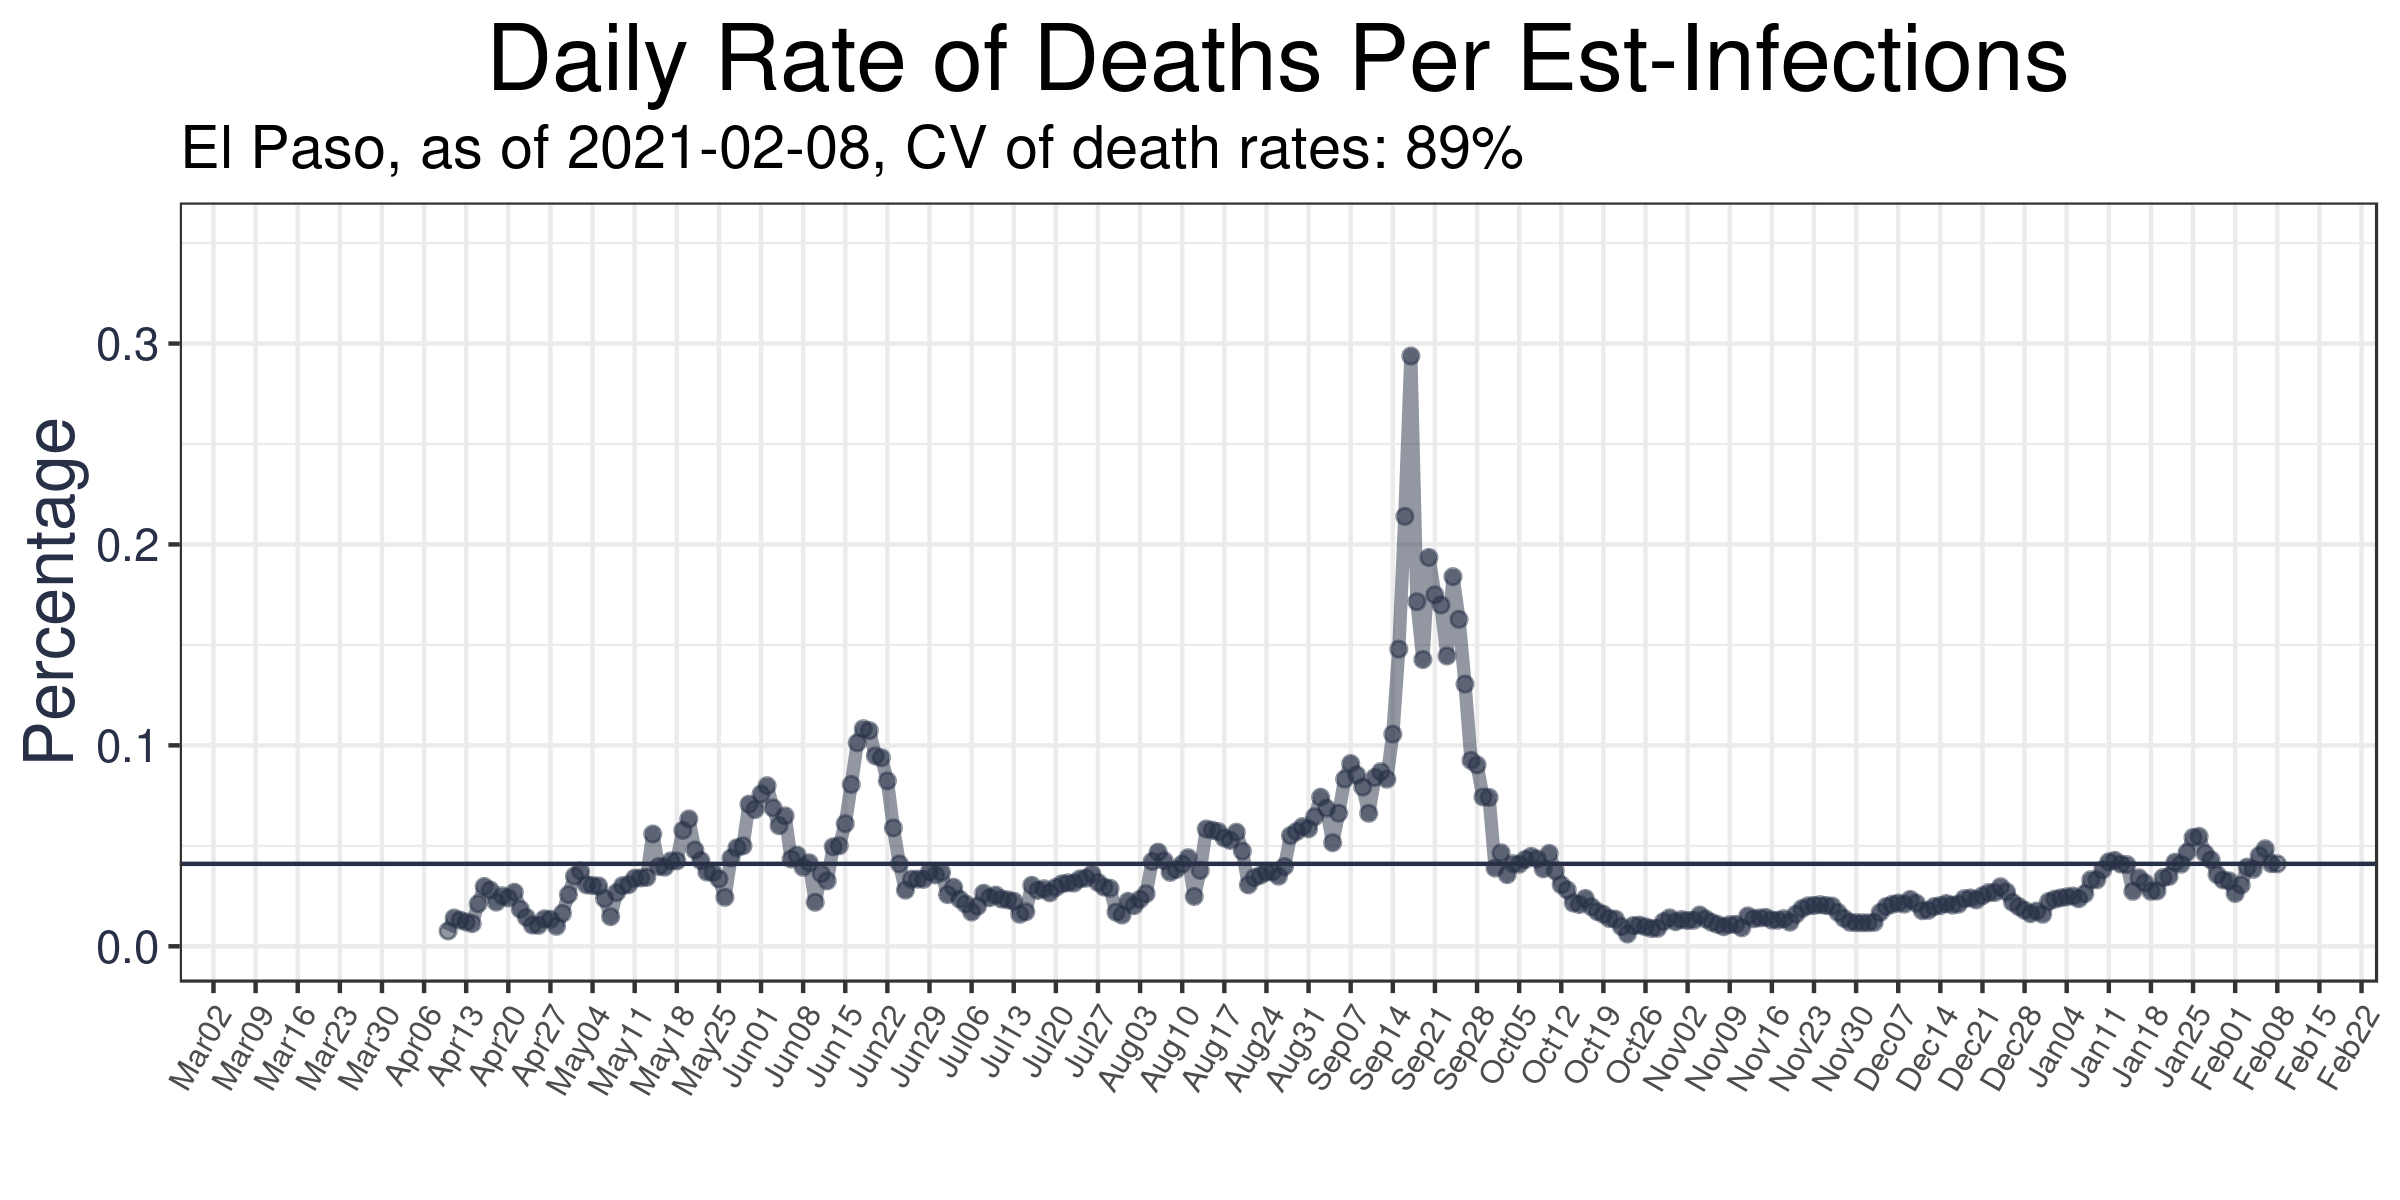 Daily Rate of Deaths Per Est-Infections
El Paso, as of 2021-02-08, CV of death rates: 89%
Percentage
0.3
0.2
0.1
0.0
Mar02 Mar09 Mar16 Mar23 Mar30 Apr06 Apr13 Apr20 Apr27 May04 May11 May18 May25 Jun01 Jun08 Jun15 Jun22 Jun29 Jul06 Jul13 Jul20 Jul27 Aug03 Aug10 Aug17 Aug24 Aug31 Sep07 Sep14 Sep21 Sep28 Oct05 Oct12 Oct19 Oct26 Nov02 Nov09 Nov16 Nov23 Nov30 Dec07 Dec14 Dec21 Dec28 Jan04 Jan11 Jan18 Jan25 Feb01 Feb08 Feb15 Feb22